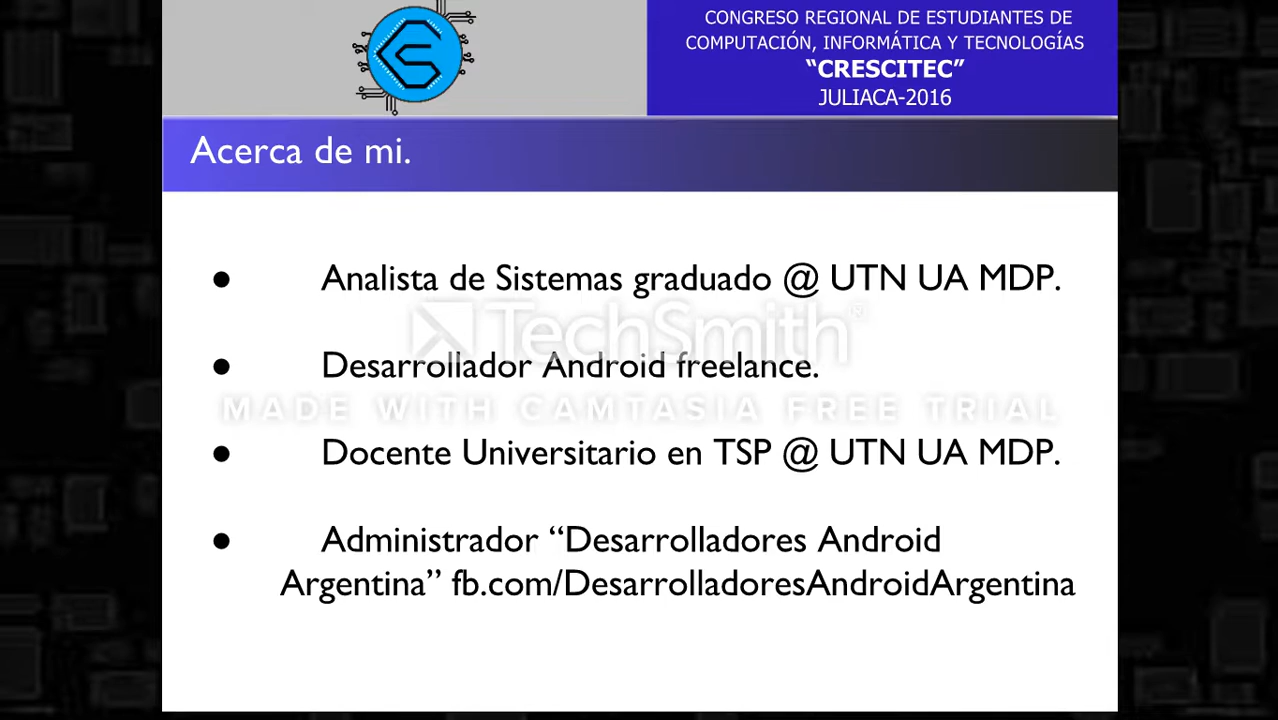 CONGRESO REGIONAL DE ESTUDIANTES DE
COMPUTACIÓN, INFORMÁTICA Y TECNOLOGÍAS
“CRESCITEC”
JULIACA-2016
Acerca de mi.
● Analista de Sistemas graduado @ UTN UA MDP.
TechSmith®
● Desarrollador Android freelance.
MADE WITH CAMTASIA FREE TRIAL
● Docente Universitario en TSP @ UTN UA MDP.
● Administrador “Desarrolladores Android
Argentina” fb.com/DesarrolladoresAndroidArgentina